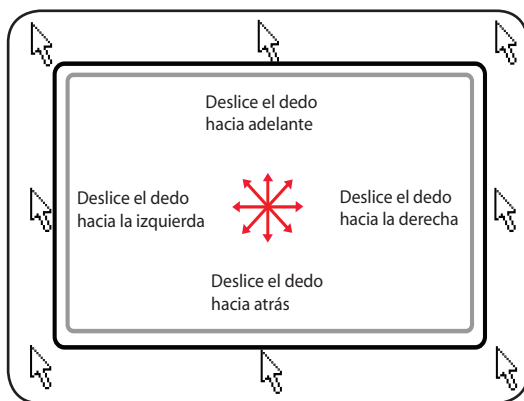 Deslice el dedo
hacia adelante
Deslice el dedo
hacia la izquierda
Deslice el dedo
hacia la derecha
Deslice el dedo
hacia atrás